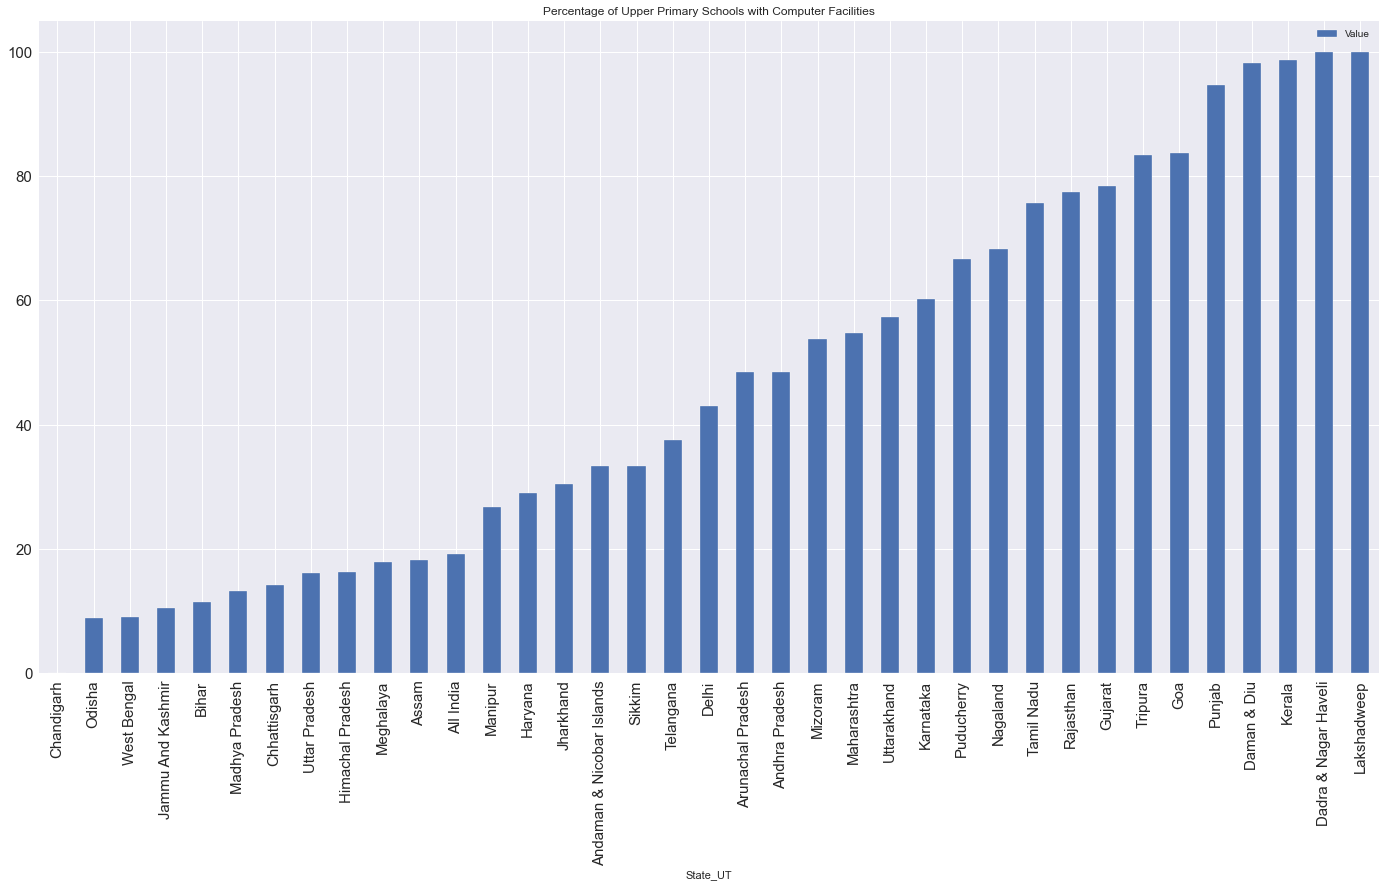 Percentage of Upper Primary Schools with Computer Facilities
Value
100
80
60
40
20
0
Chandigarh
Odisha
West Bengal
Jammu And Kashmir
Bihar
Madhya Pradesh
Chhattisgarh
Uttar Pradesh
Himachal Pradesh
Meghalaya
Assam
All India
Manipur
Haryana
Jharkhand
Andaman & Nicobar Islands
Sikkim
Telangana
Delhi
Arunachal Pradesh
Andhra Pradesh
Mizoram
Maharashtra
Uttarakhand
Karnataka
Puducherry
Nagaland
Tamil Nadu
Rajasthan
Gujarat
Tripura
Goa
Punjab
Daman & Diu
Kerala
Dadra & Nagar Haveli
Lakshadweep
State_UT